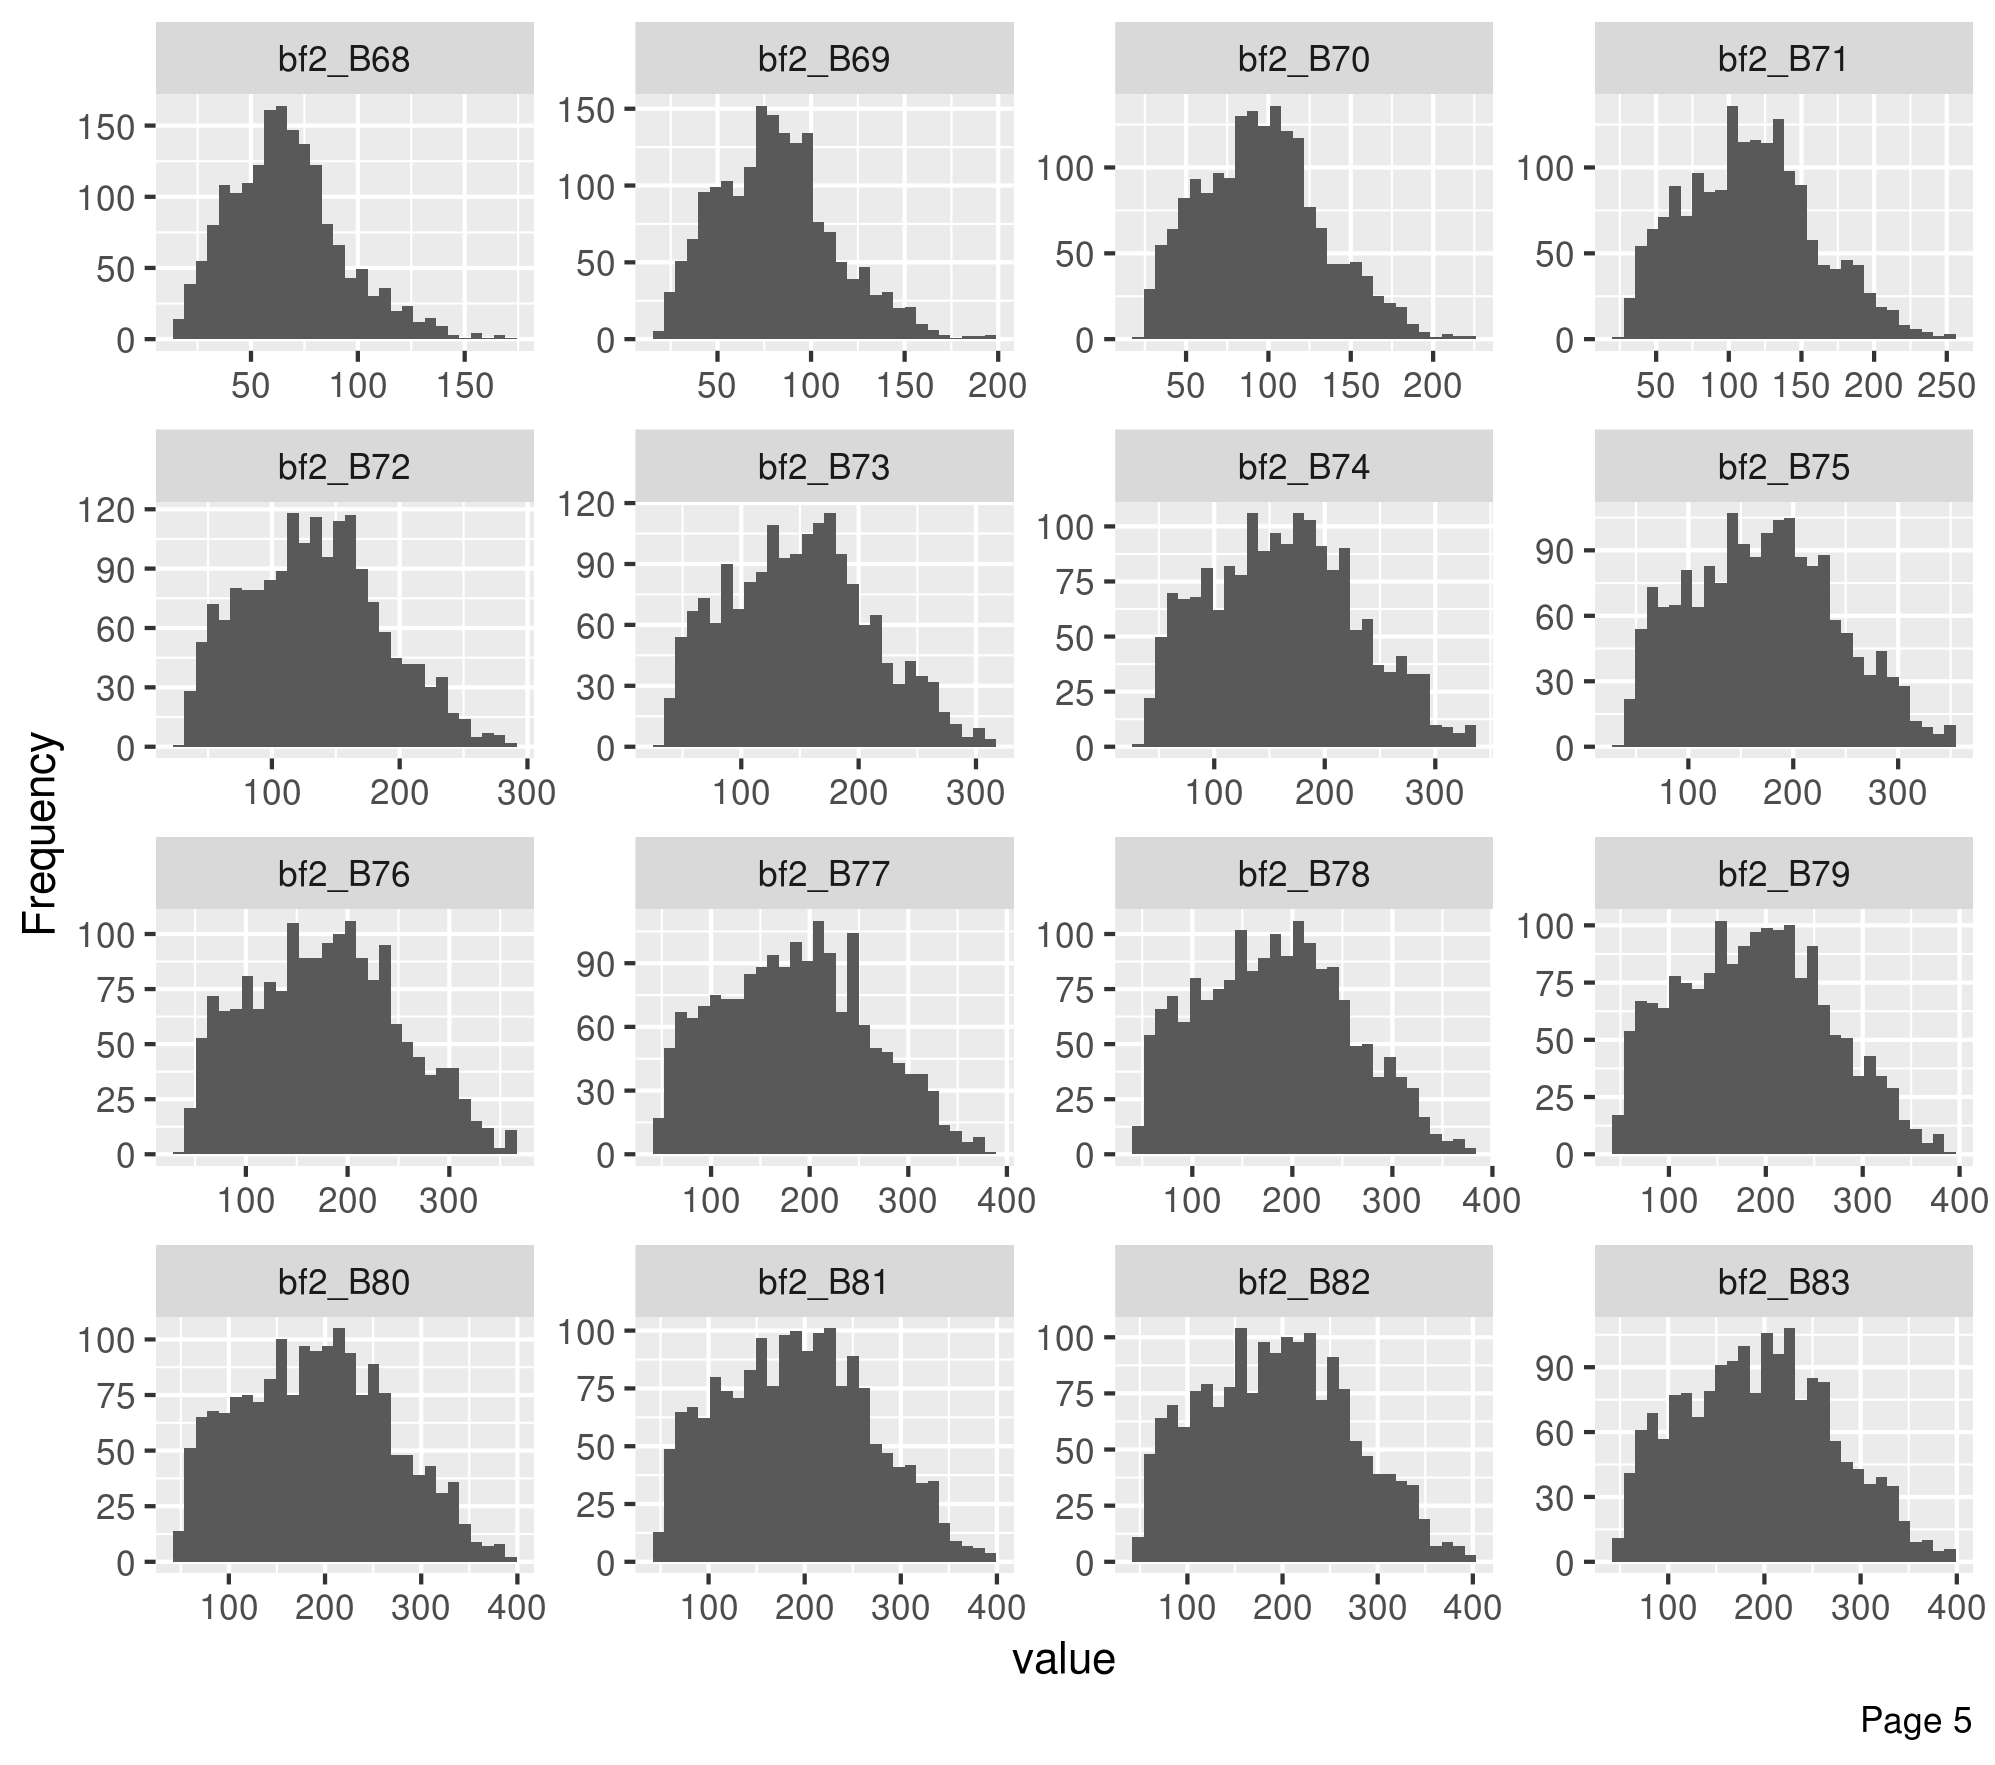 bf2_B68 bf2_B69 bf2_B70 bf2_B71
150 150
100 100 100 100
50 50 50 50
0 0 0 0
50 100 150 50 100 150 200 50 100 150 200 50 100 150 200 250
bf2_B72 bf2_B73 bf2_B74 bf2_B75
120 120 100
90 90 75 90
60 60 50 60
30 30 25 30
0 0 0 0
100 200 300 100 200 300 100 200 300 100 200 300
Frequency
bf2_B76 bf2_B77 bf2_B78 bf2_B79
100 90 100 100
75 60 75 75
50 50 50
25 30 25 25
0 0 0 0
100 200 300 100 200 300 400 100 200 300 400 100 200 300 400
bf2_B80 bf2_B81 bf2_B82 bf2_B83
100 100 100 90
75 75 75 60
50 50 50
25 25 25 30
0 0 0 0
100 200 300 400 100 200 300 400 100 200 300 400 100 200 300 400
value
Page 5